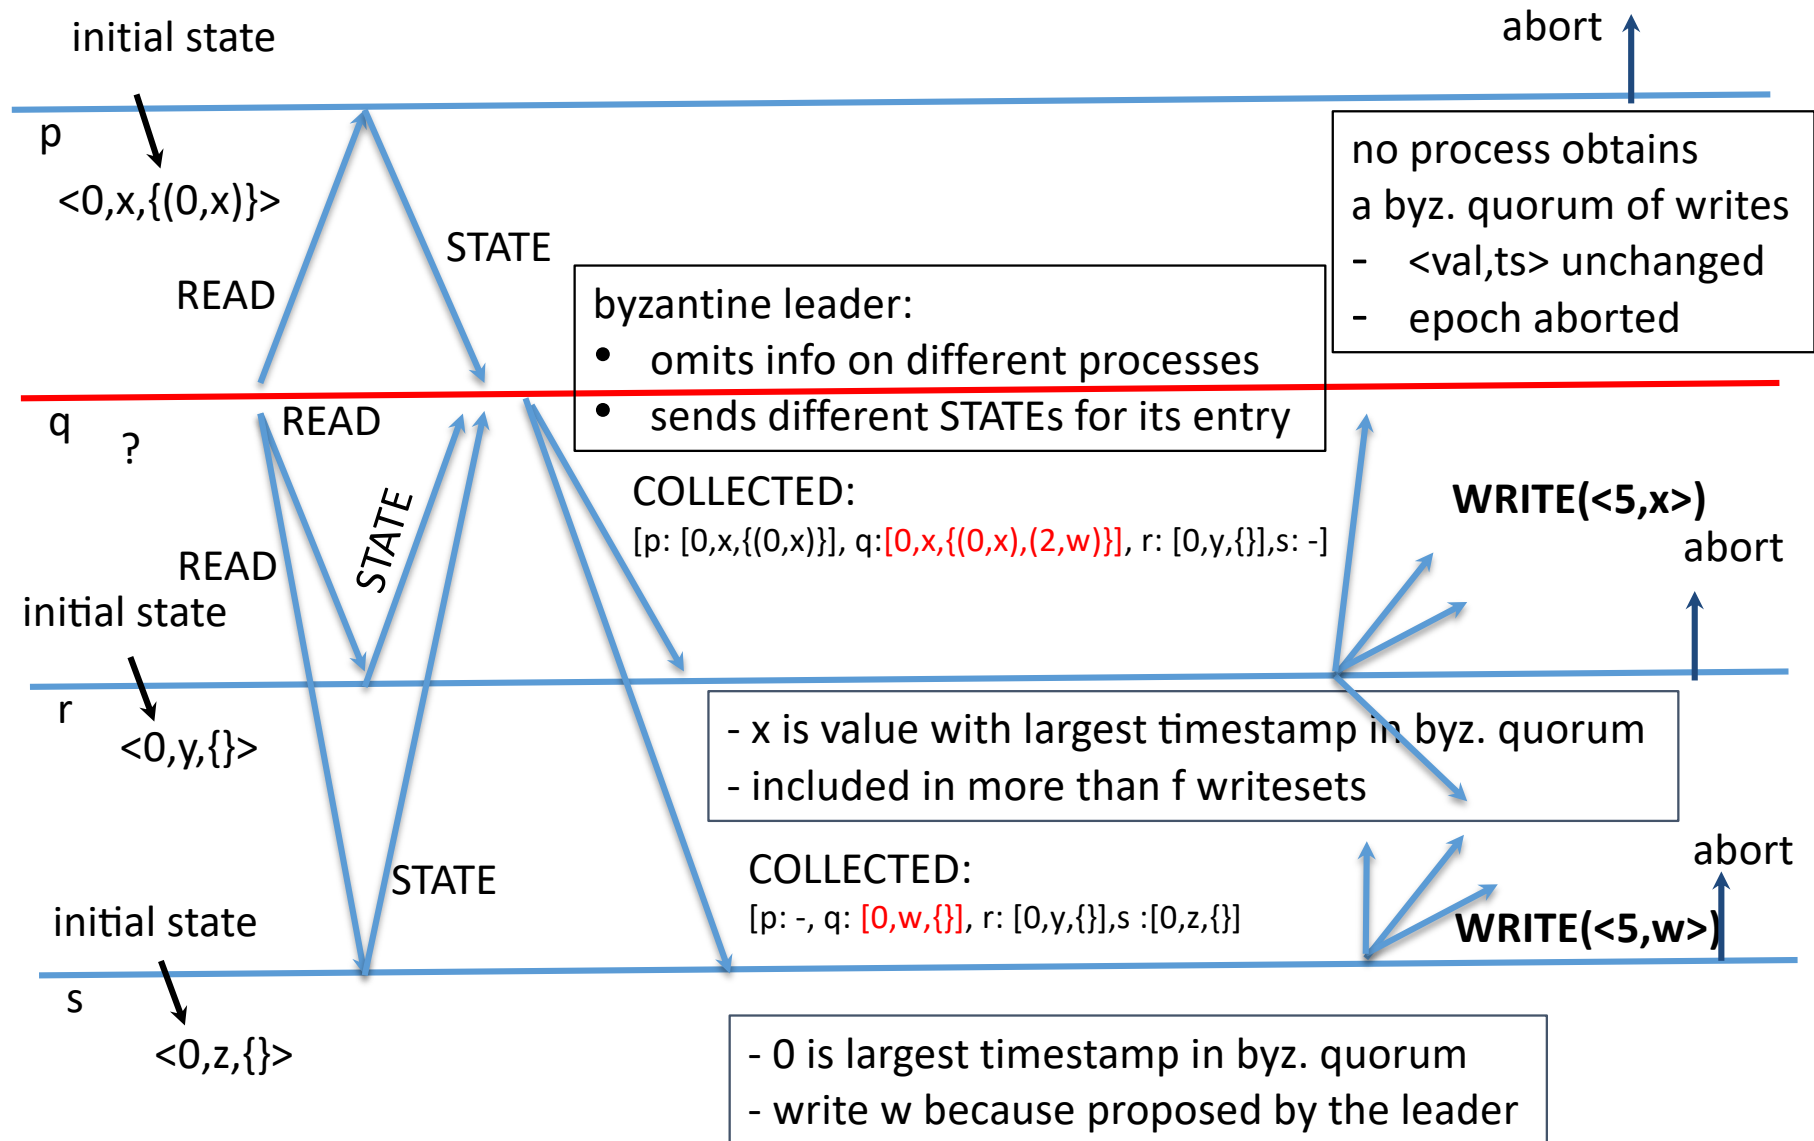 initial state
abort
p
<0,x,{(0,x)}>
no process obtains
a byz. quorum of writes
- <val,ts> unchanged
- epoch aborted
STATE
READ
byzantine leader:
• omits info on different processes
• sends different STATEs for its entry
q
?
READ
STATE
READ
COLLECTED:
[p: [0,x,{(0,x)}], q:[0,x,{(0,x),(2,w)}], r: [0,y,{}],s: -]
WRITE(<5,x>)
abort
initial state
r
<0,y,{}>
- x is value with largest timestamp in byz. quorum
- included in more than f writesets
STATE
COLLECTED:
[p: -, q: [0,w,{}], r: [0,y,{}],s :[0,z,{}]
abort
WRITE(<5,w>)
initial state
s
<0,z,{}>
- 0 is largest timestamp in byz. quorum
- write w because proposed by the leader